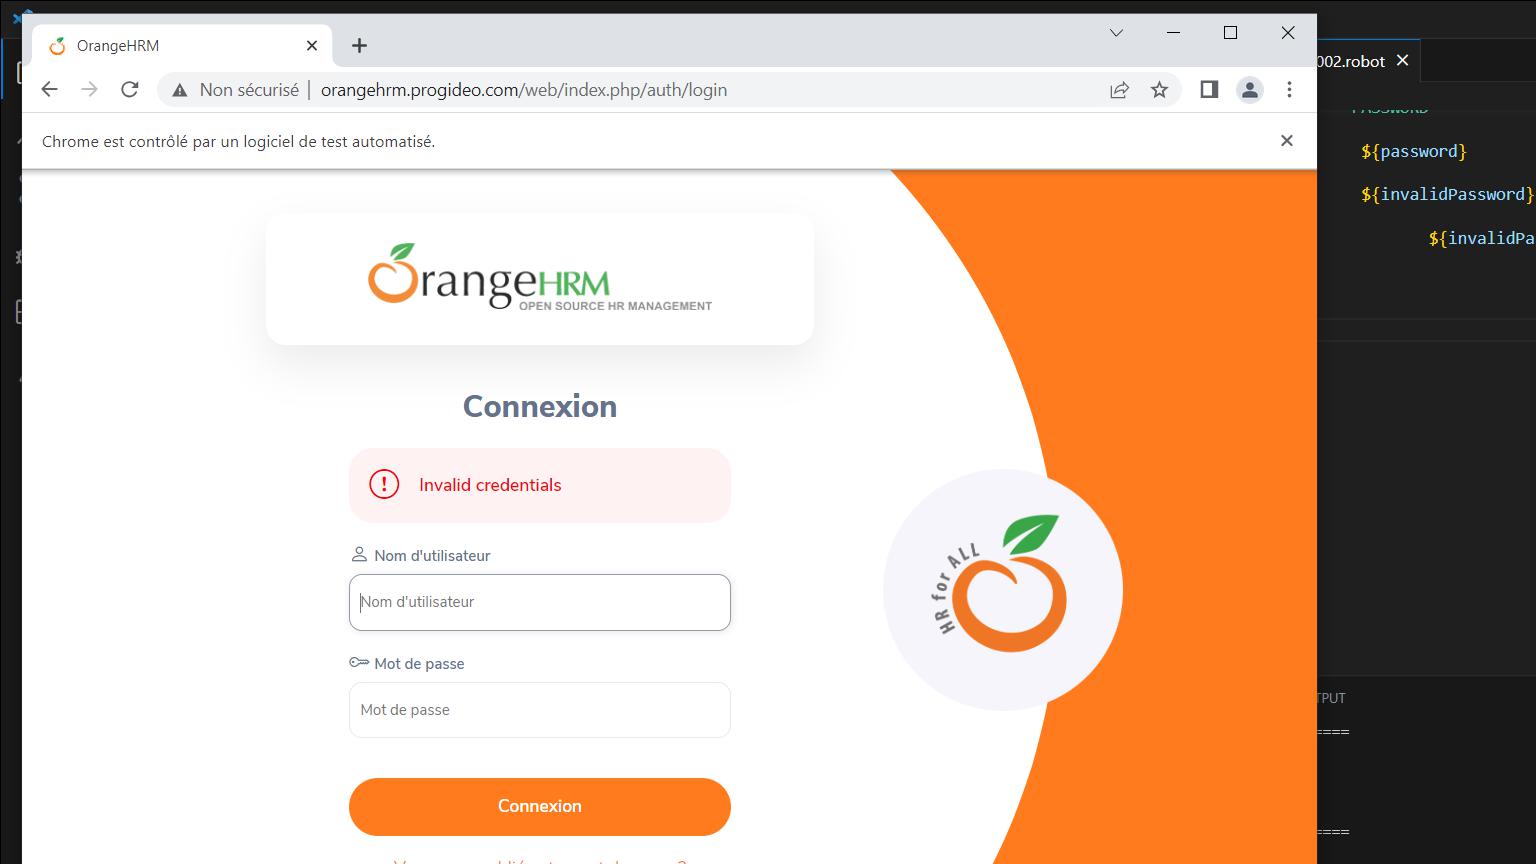 OrangeHRM
002.robot
Non sécurisé orangehrm.progideo.com/web/index.php/auth/login
PASSWORD
Chrome est contrôlé par un logiciel de test automatisé.
${password}
${invalidPassword}
${invalidPa
OrangeHRM
OPEN SOURCE HR MANAGEMENT
Connexion
Invalid credentials
Nom d'utilisateur
Nom d'utilisateur
HR for ALL
Mot de passe
Mot de passe
TPUT
====
Connexion
====